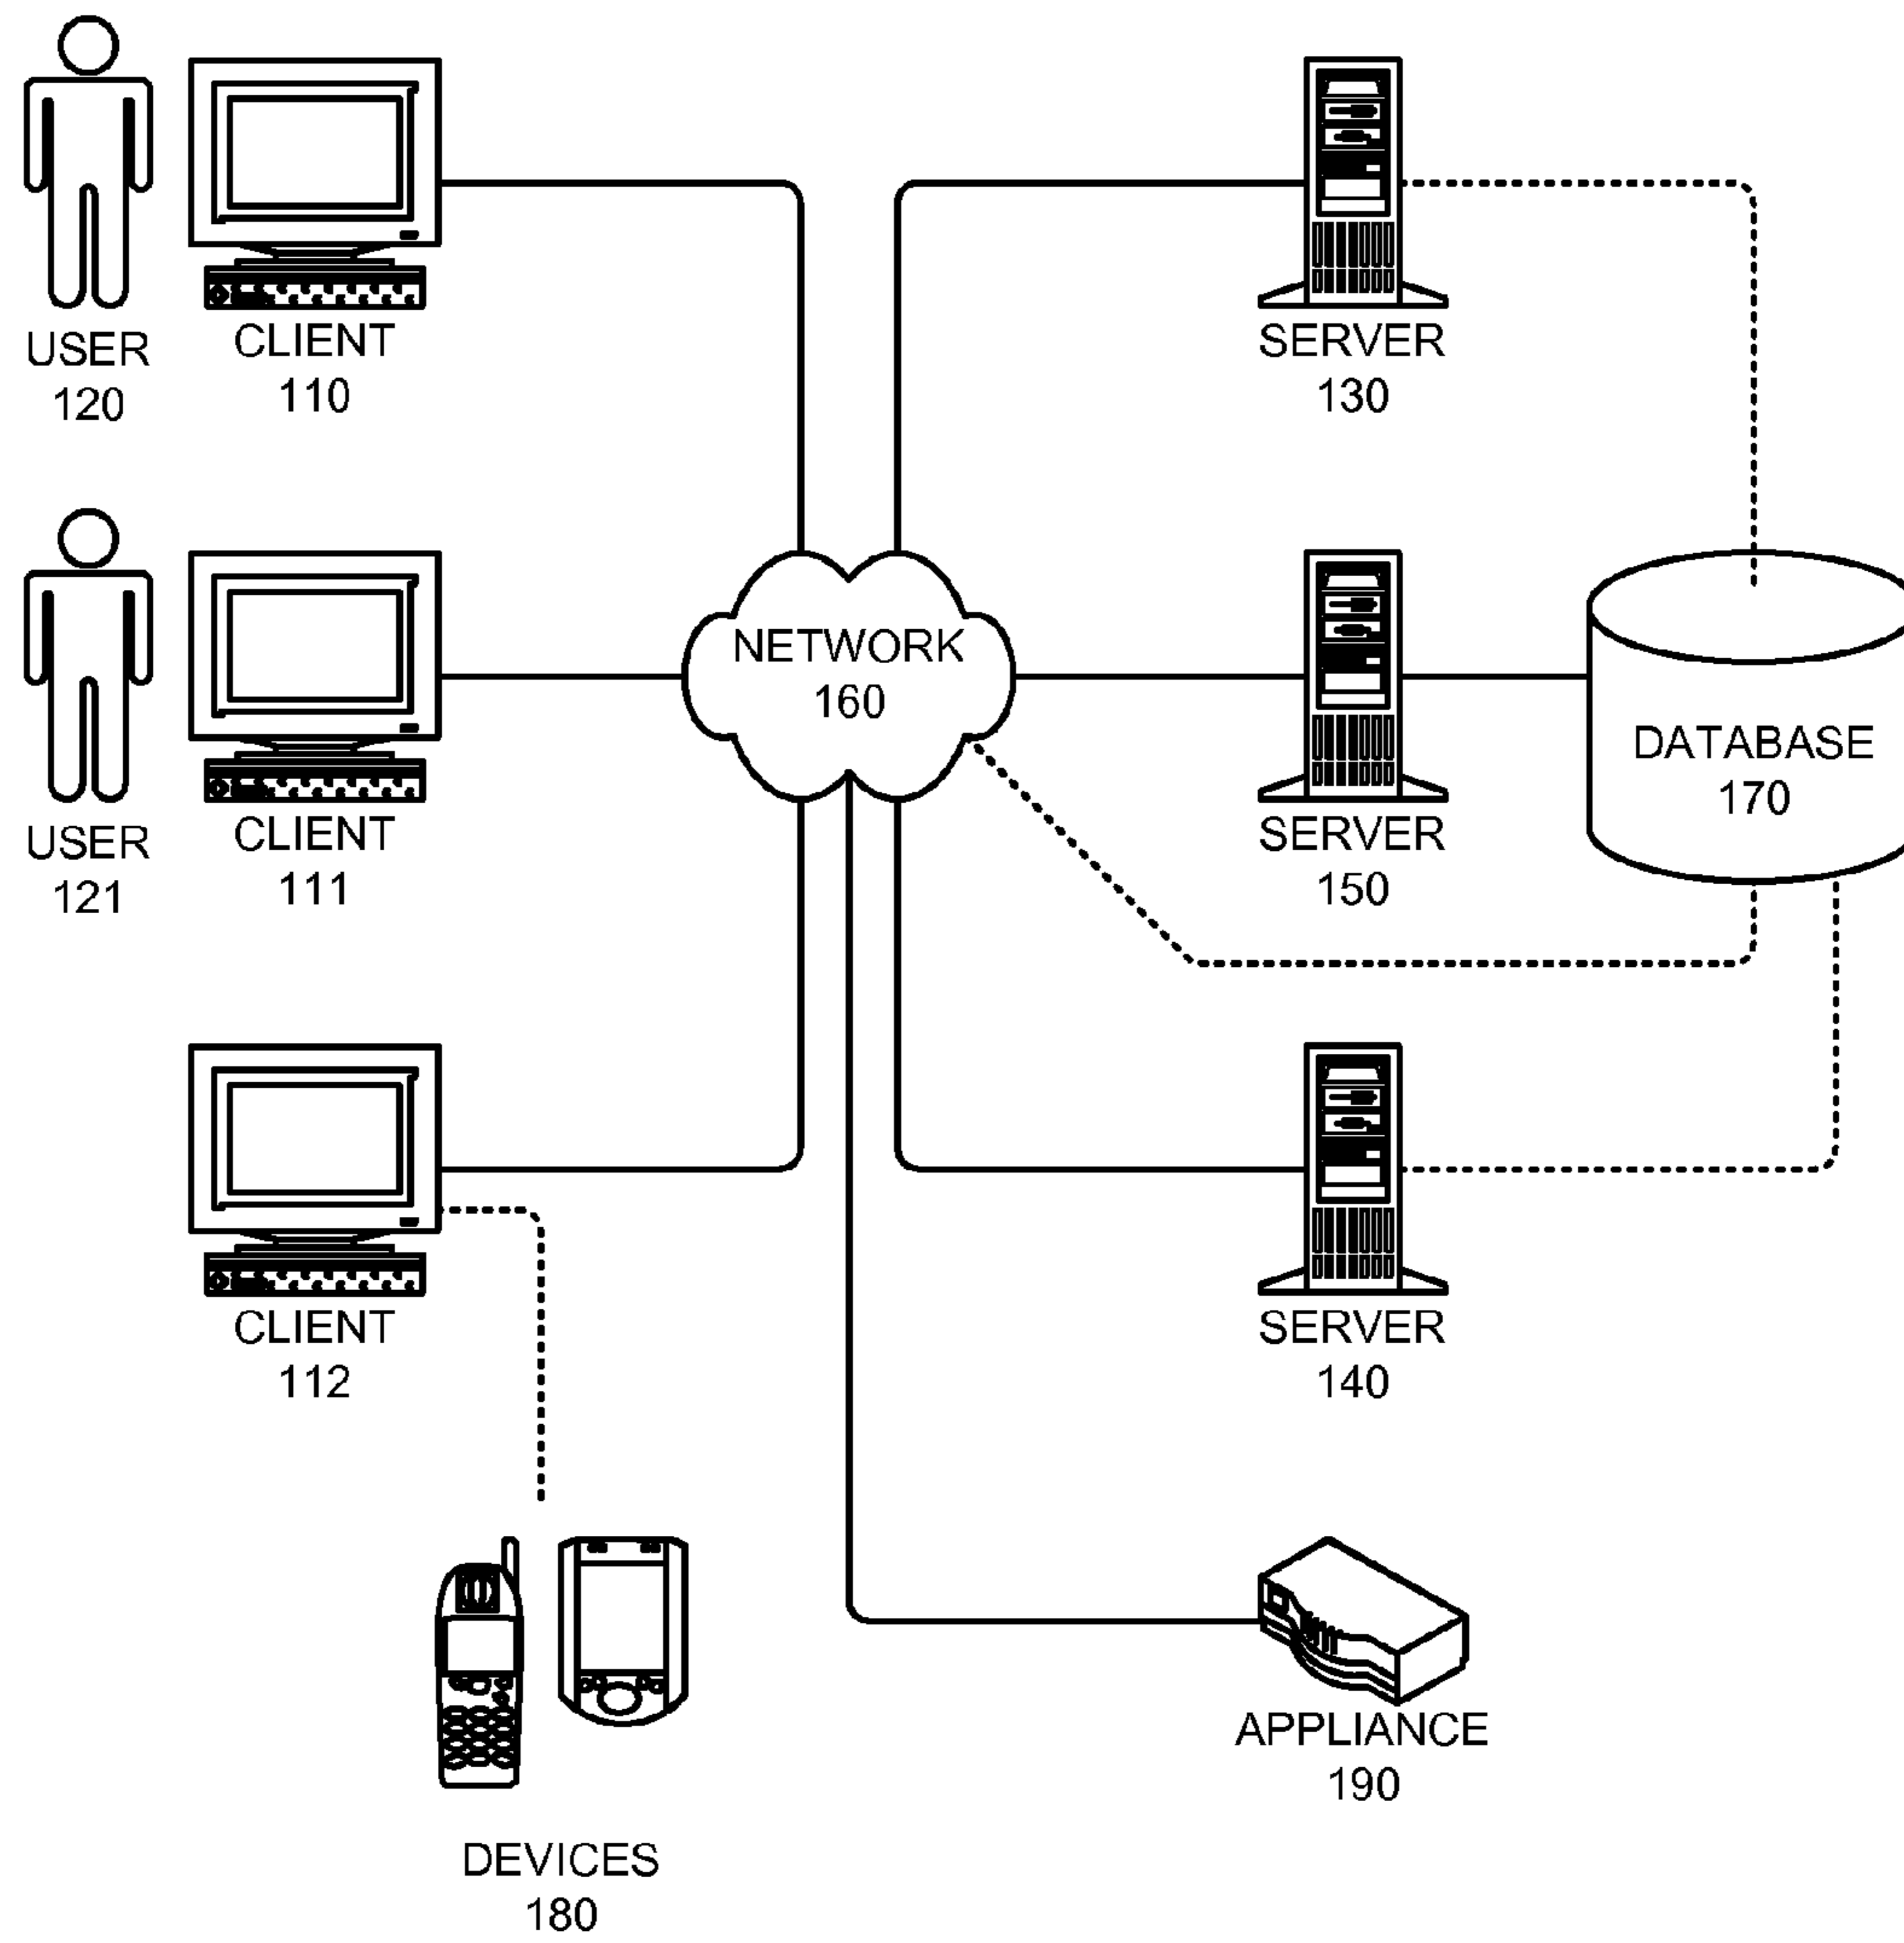 USER
120
CLIENT
110
SERVER
130
NETWORK
160
DATABASE
170
USER
121
CLIENT
111
SERVER
150
CLIENT
112
SERVER
140
APPLIANCE
190
DEVICES
180